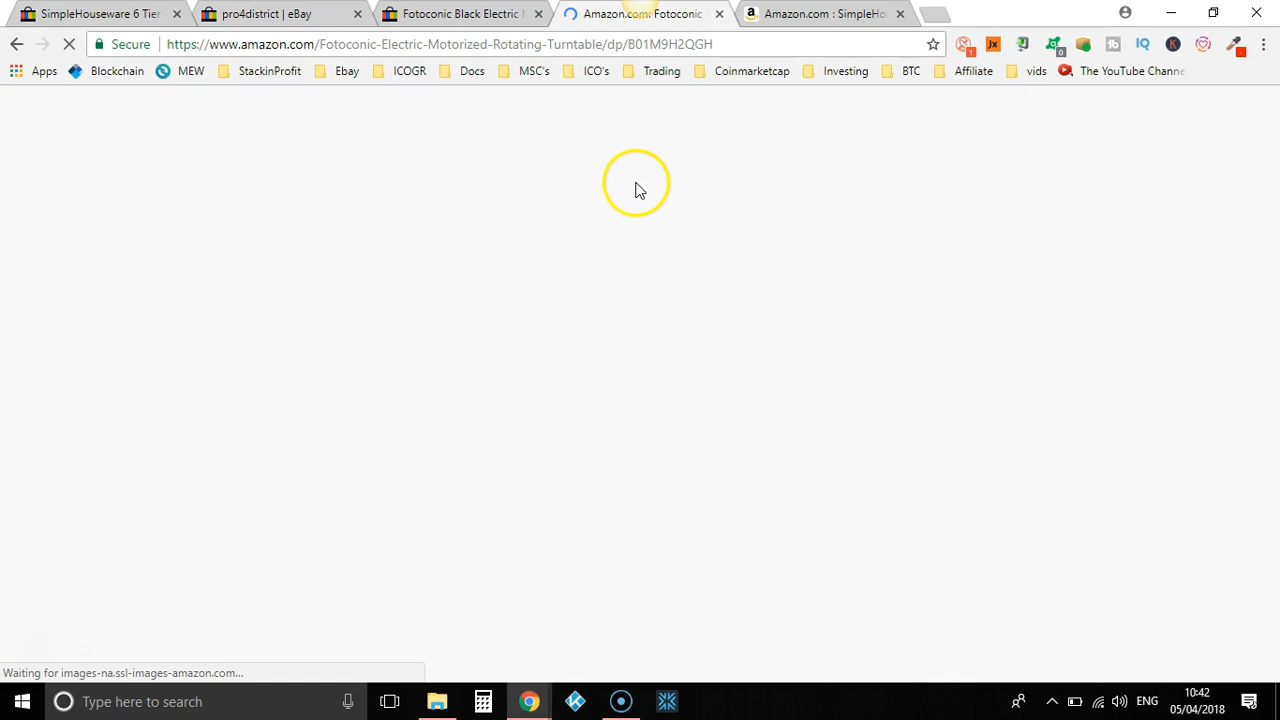 SimpleHouseware 6 Tier
pro4district | eBay
Fotoconic Black Electric M
Amazon.com: Fotoconic
Amazon.com : SimpleHo
Secure
https://www.amazon.com/Fotoconic-Electric-Motorized-Rotating-Turntable/dp/B01M9H2QGH
Apps
Blockchain
MEW
StackinProfit
Ebay
ICOGR
Docs
MSC's
ICO's
Trading
Coinmarketcap
Investing
BTC
Affiliate
vids
The YouTube Channe
Waiting for images-na.ssl-images-amazon.com...
Type here to search
ENG
10:42
05/04/2018